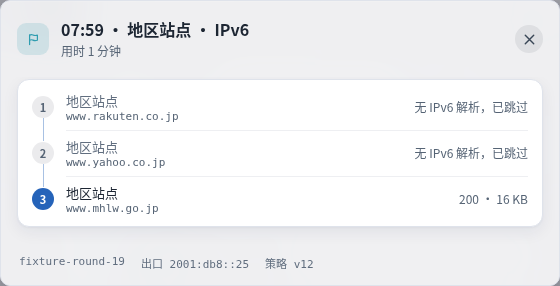 07:59 • 地区站点 • IPv6
用时 1 分钟
1 地区站点 无 IPv6 解析，已跳过
www.rakuten.co.jp
2 地区站点 无 IPv6 解析，已跳过
www.yahoo.co.jp
3 地区站点 200 • 16 KB
www.mhlw.go.jp
fixture-round-19 出口 2001:db8::25 策略 v12